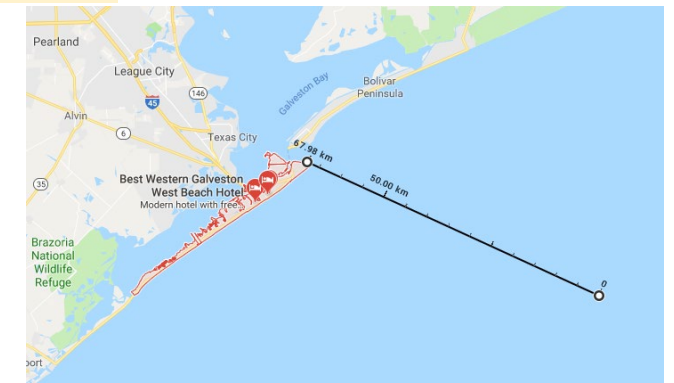 Pearland
League City
146
45
Alvin
6
Texas City
Galveston Bay
Bolivar
Peninsula
67.98 km
50.00 km
35
Best Western Galveston
West Beach Hotel
Modern hotel with free...
Brazoria
National
Wildlife
Refuge
0
port